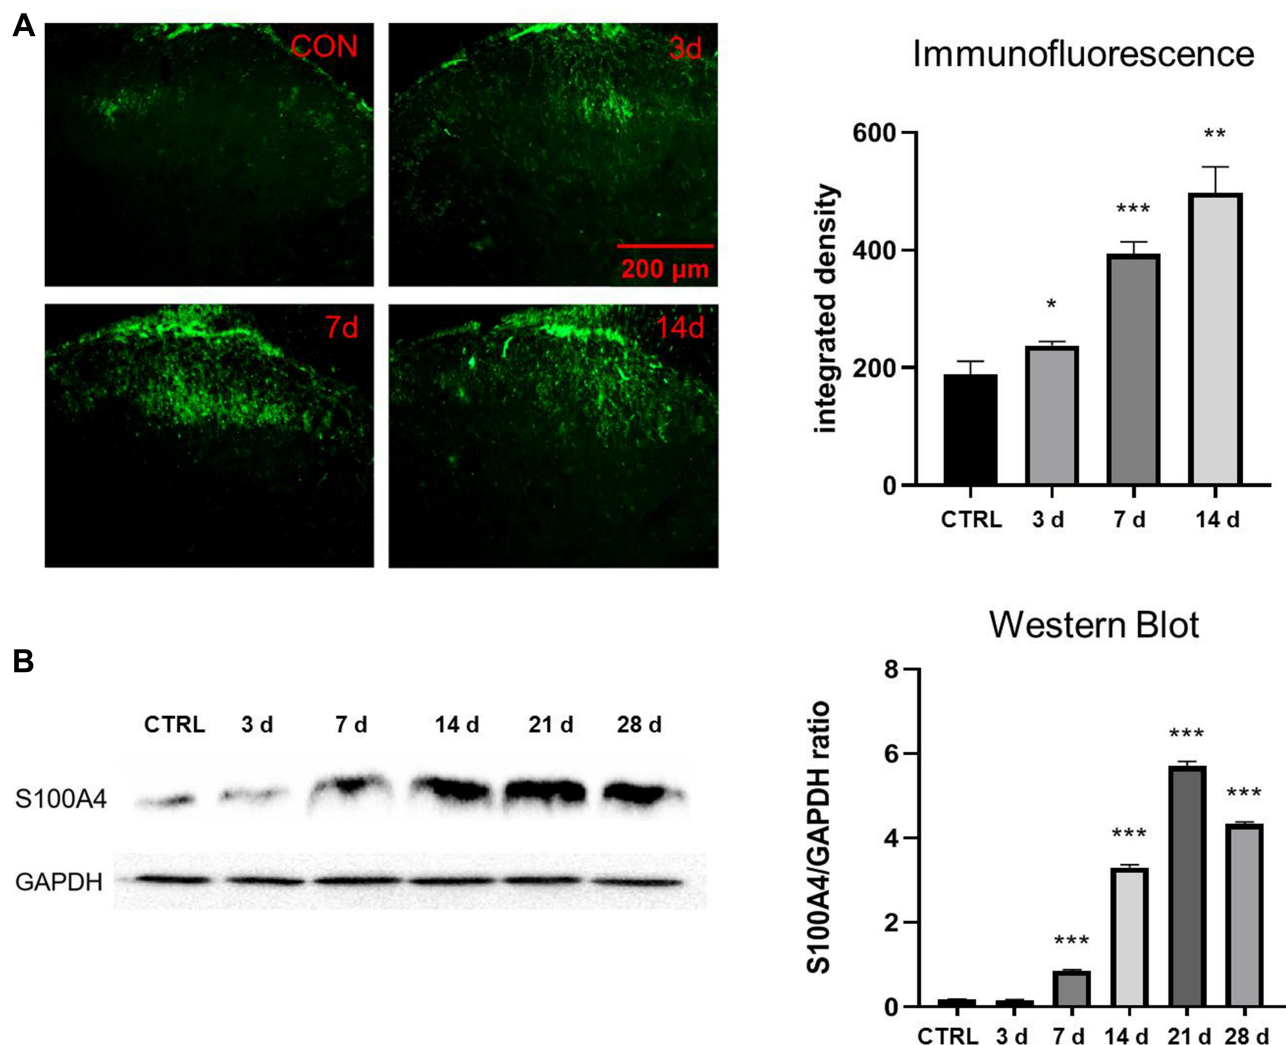 A
CON
3d
200 μm
7d
14d
Immunofluorescence
integrated density
600
400
200
0
*
***
**
CTRL 3 d 7 d 14 d
B
CTRL 3 d 7 d 14 d 21 d 28 d
S100A4
GAPDH
Western Blot
S100A4/GAPDH ratio
8
6
4
2
0
***
***
***
***
CTRL 3 d 7 d 14 d 21 d 28 d